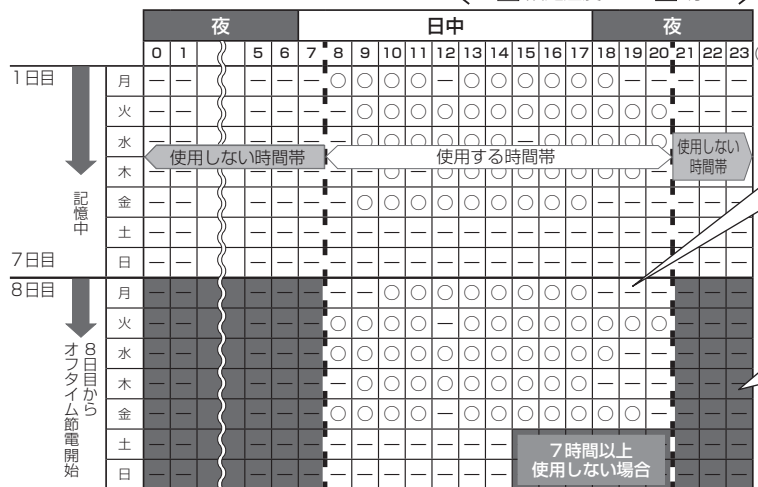 夜 日中 夜
0 1 5 6 7 8 9 10 11 12 13 14 15 16 17 18 19 20 21 22 23
1日目 月
火
水
使用しない時間帯 使用する時間帯 使用しない
時間帯
木
記憶中
金
土
7日目 日
8日目 月
火
8日目から
オフタイム節電開始
水
木
金
土
7時間以上
使用しない場合
日